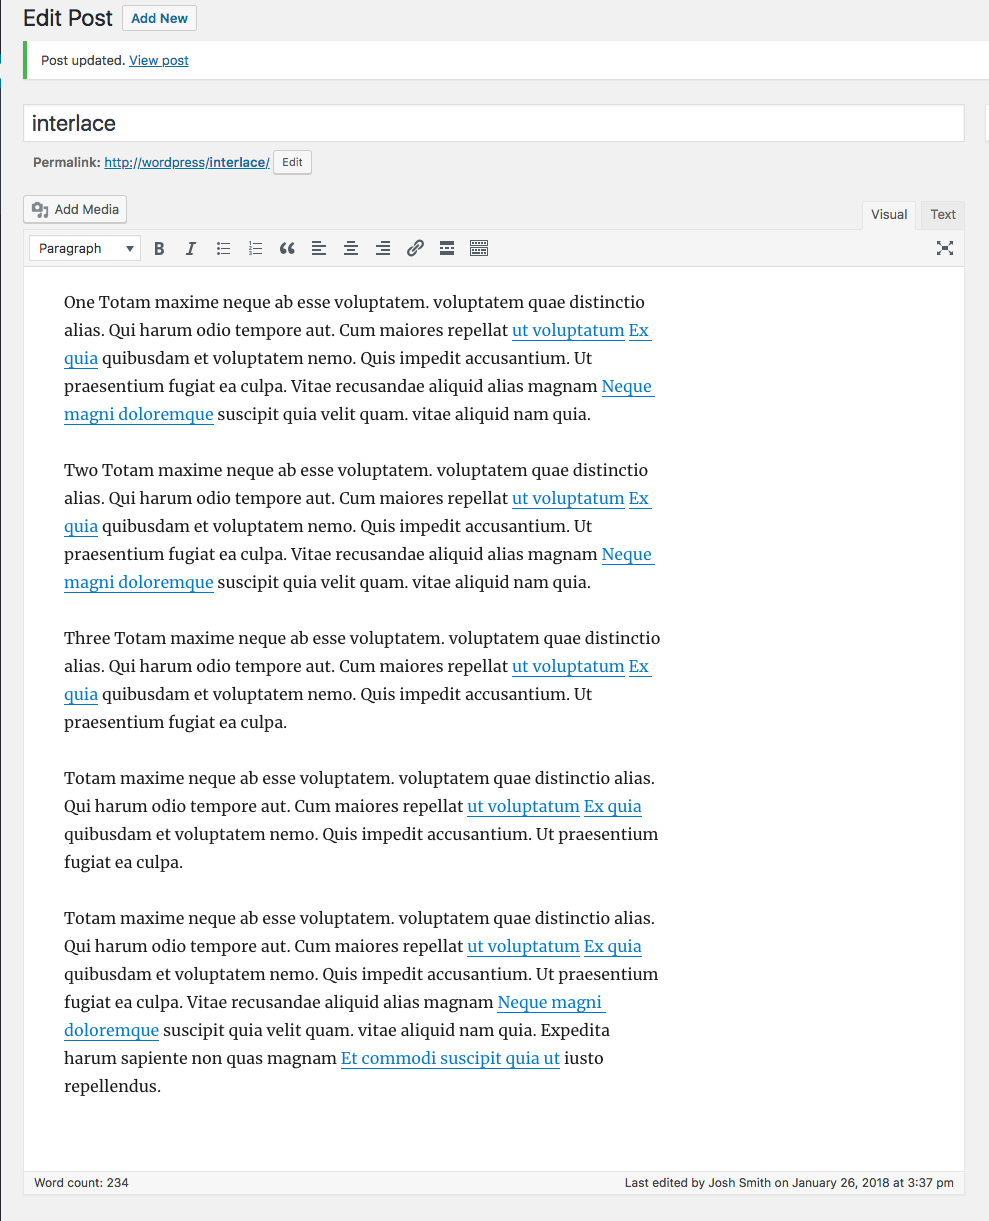 Edit Post Add New
Post updated. View post
interlace
Permalink: http://wordpress/interlace/ Edit
Add Media
Visual Text
Paragraph B I
One Totam maxime neque ab esse voluptatem. voluptatem quae distinctio
alias. Qui harum odio tempore aut. Cum maiores repellat ut voluptatum Ex
quia quibusdam et voluptatem nemo. Quis impedit accusantium. Ut
praesentium fugiat ea culpa. Vitae recusandae aliquid alias magnam Neque
magni doloremque suscipit quia velit quam. vitae aliquid nam quia.
Two Totam maxime neque ab esse voluptatem. voluptatem quae distinctio
alias. Qui harum odio tempore aut. Cum maiores repellat ut voluptatum Ex
quia quibusdam et voluptatem nemo. Quis impedit accusantium. Ut
praesentium fugiat ea culpa. Vitae recusandae aliquid alias magnam Neque
magni doloremque suscipit quia velit quam. vitae aliquid nam quia.
Three Totam maxime neque ab esse voluptatem. voluptatem quae distinctio
alias. Qui harum odio tempore aut. Cum maiores repellat ut voluptatum Ex
quia quibusdam et voluptatem nemo. Quis impedit accusantium. Ut
praesentium fugiat ea culpa.
Totam maxime neque ab esse voluptatem. voluptatem quae distinctio alias.
Qui harum odio tempore aut. Cum maiores repellat ut voluptatum Ex quia
quibusdam et voluptatem nemo. Quis impedit accusantium. Ut praesentium
fugiat ea culpa.
Totam maxime neque ab esse voluptatem. voluptatem quae distinctio alias.
Qui harum odio tempore aut. Cum maiores repellat ut voluptatum Ex quia
quibusdam et voluptatem nemo. Quis impedit accusantium. Ut praesentium
fugiat ea culpa. Vitae recusandae aliquid alias magnam Neque magni
doloremque suscipit quia velit quam. vitae aliquid nam quia. Expedita
harum sapiente non quas magnam Et commodi suscipit quia ut iusto
repellendus.
Word count: 234 Last edited by Josh Smith on January 26, 2018 at 3:37 pm